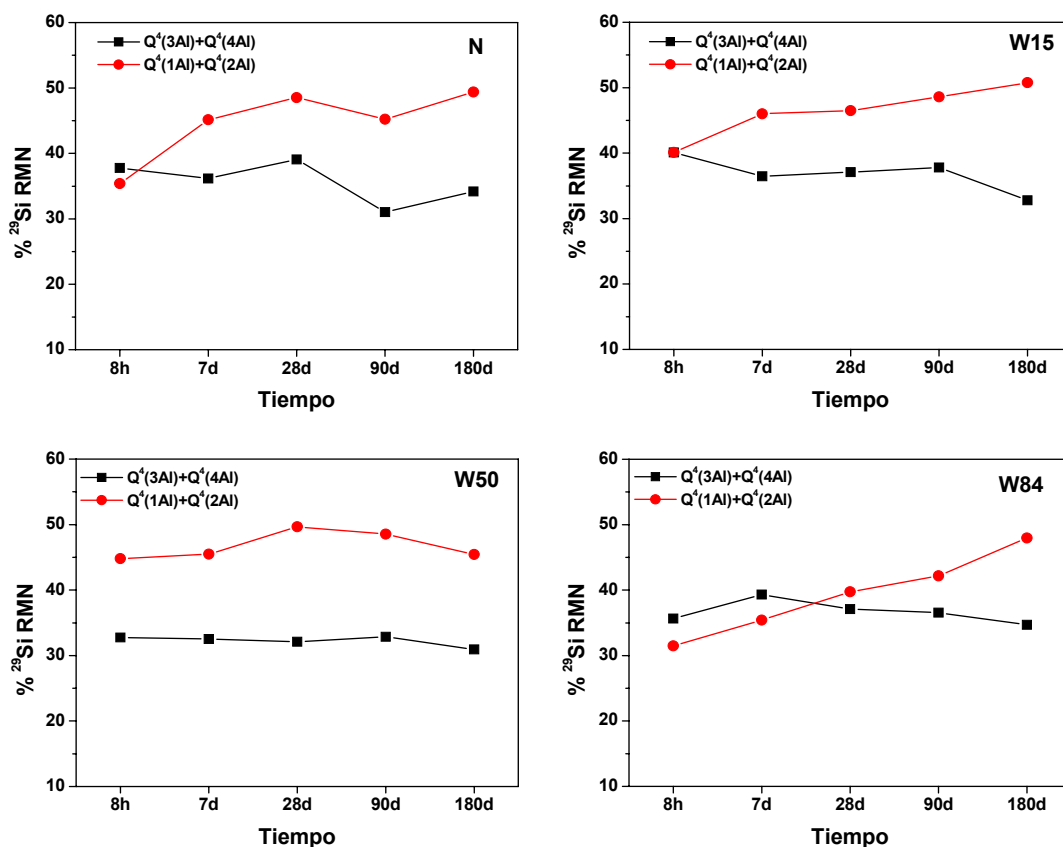 N
Q⁴(3Al)+Q⁴(4Al)
Q⁴(1Al)+Q⁴(2Al)
% ²⁹Si RMN
60
50
40
30
20
10
8h 7d 28d 90d 180d
Tiempo
W15
Q⁴(3Al)+Q⁴(4Al)
Q⁴(1Al)+Q⁴(2Al)
% ²⁹Si RMN
60
50
40
30
20
10
8h 7d 28d 90d 180d
Tiempo
W50
Q⁴(3Al)+Q⁴(4Al)
Q⁴(1Al)+Q⁴(2Al)
% ²⁹Si RMN
60
50
40
30
20
10
8h 7d 28d 90d 180d
Tiempo
W84
Q⁴(3Al)+Q⁴(4Al)
Q⁴(1Al)+Q⁴(2Al)
% ²⁹Si RMN
60
50
40
30
20
10
8h 7d 28d 90d 180d
Tiempo